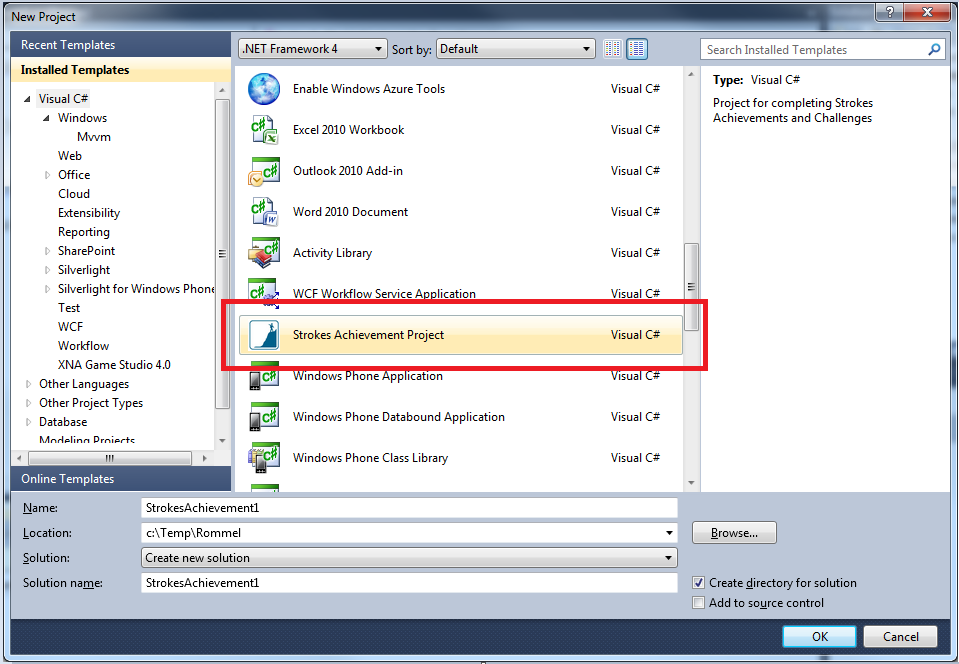 New Project
Recent Templates
Installed Templates
Visual C#
Windows
Mvvm
Web
Office
Cloud
Extensibility
Reporting
SharePoint
Silverlight
Silverlight for Windows Phone
Test
WCF
Workflow
XNA Game Studio 4.0
Other Languages
Other Project Types
Database
Modeling Projects
Online Templates
.NET Framework 4 Sort by: Default
Enable Windows Azure Tools Visual C#
Excel 2010 Workbook Visual C#
Outlook 2010 Add-in Visual C#
Word 2010 Document Visual C#
Activity Library Visual C#
WCF Workflow Service Application Visual C#
Strokes Achievement Project Visual C#
Windows Phone Application Visual C#
Windows Phone Databound Application Visual C#
Windows Phone Class Library Visual C#
Search Installed Templates
Type: Visual C#
Project for completing Strokes
Achievements and Challenges
Name: StrokesAchievement1
Location: c:\Temp\Rommel Browse...
Solution: Create new solution
Solution name: StrokesAchievement1
Create directory for solution
Add to source control
OK Cancel